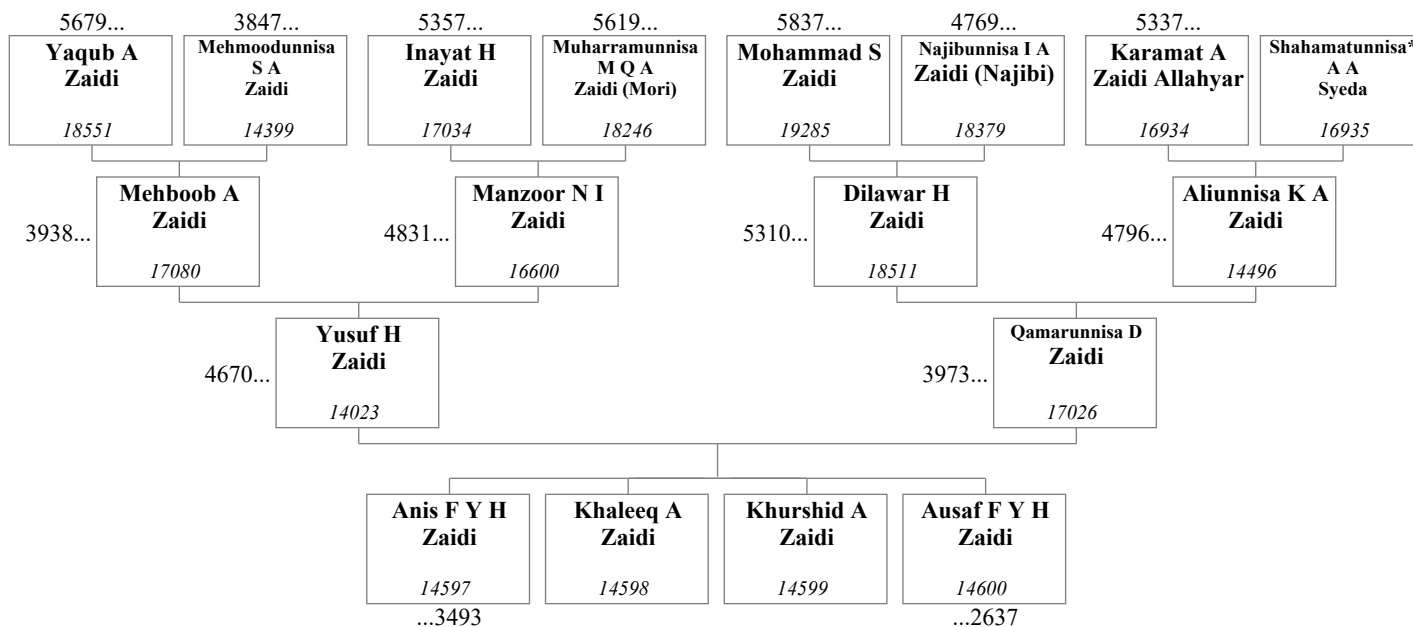 5679...
3847...
5357...
5619...
5837...
4769...
5337...
Yaqub A
Zaidi
18551
Mehmoodunnisa
S A
Zaidi
14399
Inayat H
Zaidi
17034
Muharramunnisa
M Q A
Zaidi (Mori)
18246
Mohammad S
Zaidi
19285
Najibunnisa I A
Zaidi (Najibi)
18379
Karamat A
Zaidi Allahyar
16934
Shahamatunnisa*
A A
Syeda
16935
3938...
Mehboob A
Zaidi
17080
4831...
Manzoor N I
Zaidi
16600
5310...
Dilawar H
Zaidi
18511
4796...
Aliunnisa K A
Zaidi
14496
4670...
Yusuf H
Zaidi
14023
3973...
Qamarunnisa D
Zaidi
17026
Anis F Y H
Zaidi
14597
...3493
Khaleeq A
Zaidi
14598
Khurshid A
Zaidi
14599
Ausaf F Y H
Zaidi
14600
...2637